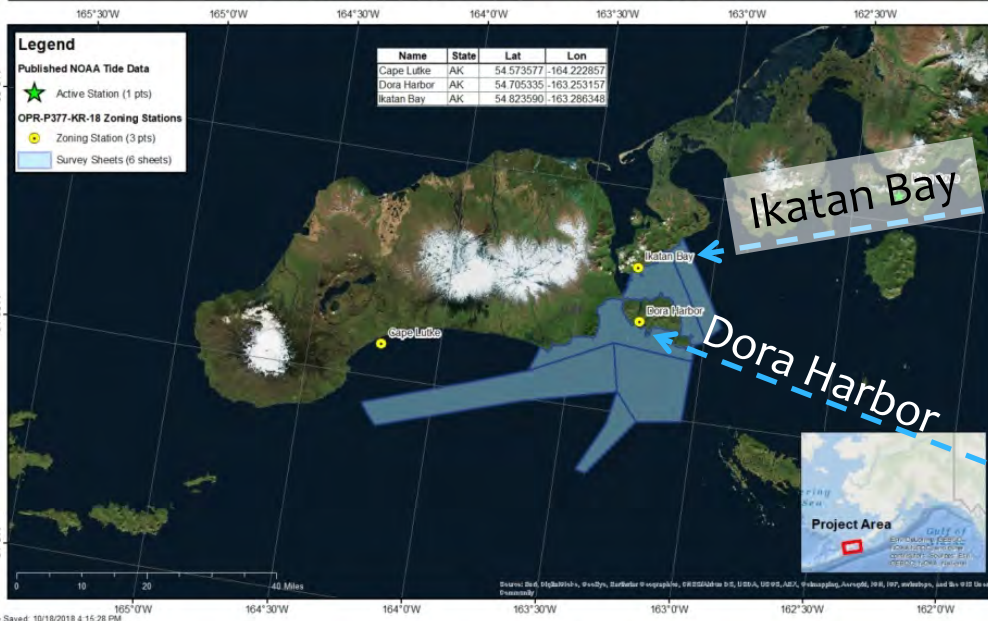 165°30'W 165°0'W 164°30'W 164°0'W 163°30'W 163°0'W 162°30'W
Legend
Published NOAA Tide Data
Active Station (1 pts)
OPR-P377-KR-18 Zoning Stations
Zoning Station (3 pts)
Survey Sheets (6 sheets)
Name State Lat Lon
Cape Lutke AK 54.573577 -164.222857
Dora Harbor AK 54.705335 -163.253157
Ikatan Bay AK 54.823590 -163.286348
Ikatan Bay
Ikatan Bay
Dora Harbor
Cape Lutke
Dora Harbor
ering
Sea
Project Area
Gulf of
0 10 20 40 Miles
Community
165°0'W 164°30'W 164°0'W 163°30'W 163°0'W 162°30'W 162°0'W
Saved: 10/18/2018 4:15:28 PM